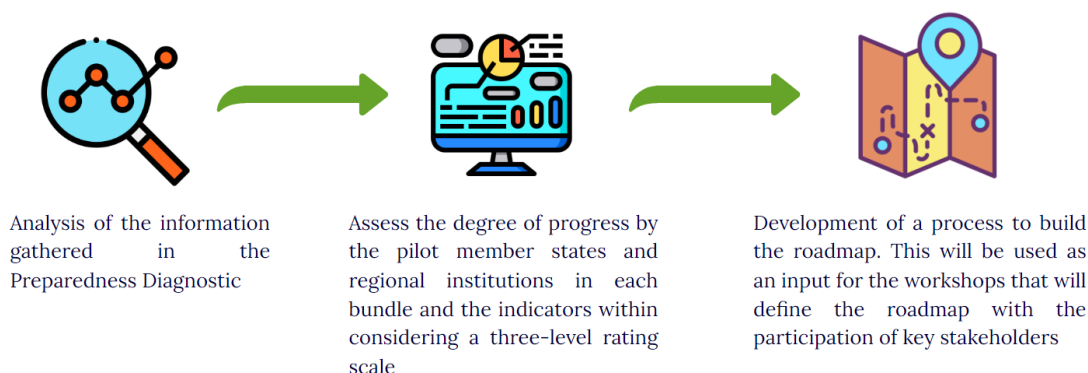 Analysis of the information
gathered in the
Preparedness Diagnostic
Assess the degree of progress by
the pilot member states and
regional institutions in each
bundle and the indicators within
considering a three-level rating
scale
Development of a process to build
the roadmap. This will be used as
an input for the workshops that will
define the roadmap with the
participation of key stakeholders